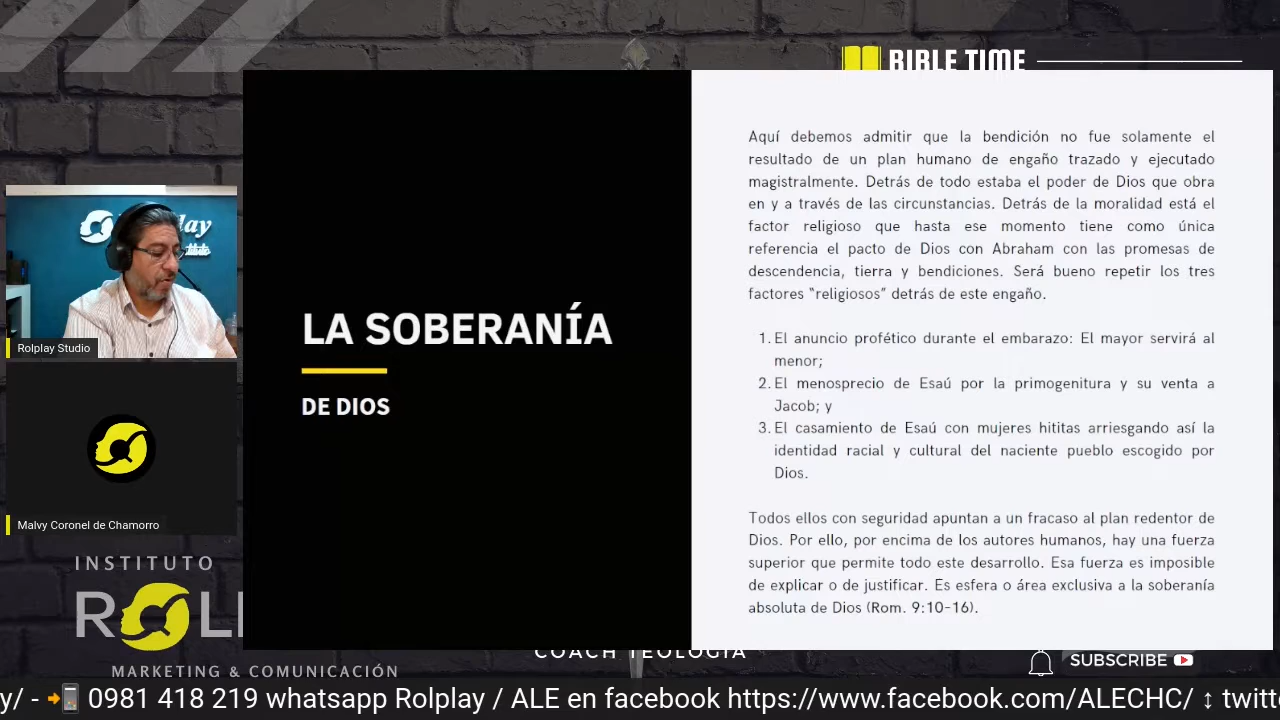 BIBLE TIME
Rolplay Studio
Malvy Coronel de Chamorro
LA SOBERANÍA
DE DIOS
Aquí debemos admitir que la bendición no fue solamente el
resultado de un plan humano de engaño trazado y ejecutado
magistralmente. Detrás de todo estaba el poder de Dios que obra
en y a través de las circunstancias. Detrás de la moralidad está el
factor religioso que hasta ese momento tiene como única
referencia el pacto de Dios con Abraham con las promesas de
descendencia, tierra y bendiciones. Será bueno repetir los tres
factores “religiosos” detrás de este engaño.
1. El anuncio profético durante el embarazo: El mayor servirá al
menor;
2. El menosprecio de Esaú por la primogenitura y su venta a
Jacob; y
3. El casamiento de Esaú con mujeres hititas arriesgando así la
identidad racial y cultural del naciente pueblo escogido por
Dios.
Todos ellos con seguridad apuntan a un fracaso al plan redentor de
Dios. Por ello, por encima de los autores humanos, hay una fuerza
superior que permite todo este desarrollo. Esa fuerza es imposible
de explicar o de justificar. Es esfera o área exclusiva a la soberanía
absoluta de Dios (Rom. 9:10-16).
INSTITUTO
ROL
MARKETING & COMUNICACIÓN
COACH TEOLOGÍA
SUBSCRIBE
y/ - 📲 0981 418 219 whatsapp Rolplay / ALE en facebook https://www.facebook.com/ALECHC/ ↕ twitt